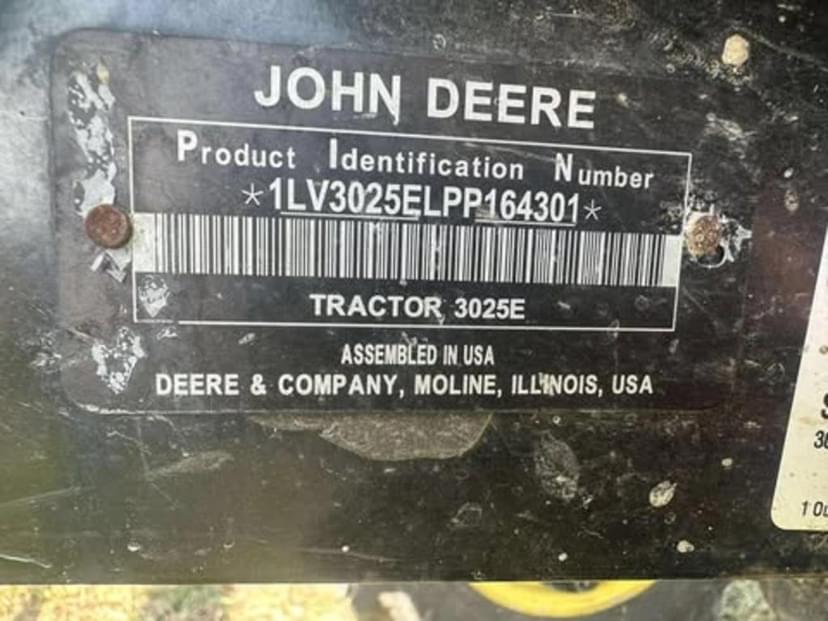 JOHN DEERE
Product Identification Number
*1LV3025ELPP164301*
TRACTOR 3025E
ASSEMBLED IN USA
DEERE & COMPANY, MOLINE, ILLINOIS, USA